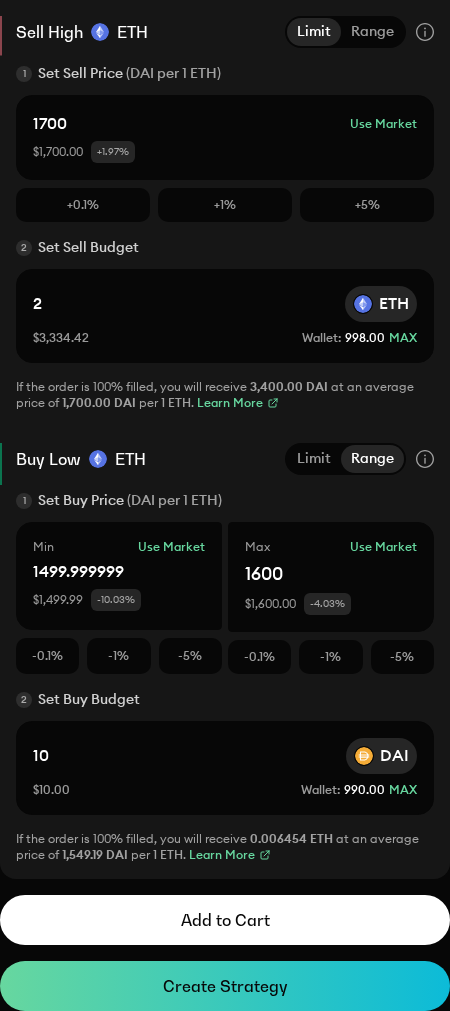 Sell High ETH Limit Range
1 Set Sell Price (DAI per 1 ETH)
1700 Use Market
$1,700.00 +1.97%
+0.1% +1% +5%
2 Set Sell Budget
2 ETH
$3,334.42 Wallet: 998.00 MAX
If the order is 100% filled, you will receive 3,400.00 DAI at an average
price of 1,700.00 DAI per 1 ETH. Learn More
Buy Low ETH Limit Range
1 Set Buy Price (DAI per 1 ETH)
Min Use Market Max Use Market
1499.999999 1600
$1,499.99 -10.03% $1,600.00 -4.03%
-0.1% -1% -5% -0.1% -1% -5%
2 Set Buy Budget
10 DAI
$10.00 Wallet: 990.00 MAX
If the order is 100% filled, you will receive 0.006454 ETH at an average
price of 1,549.19 DAI per 1 ETH. Learn More
Add to Cart
Create Strategy